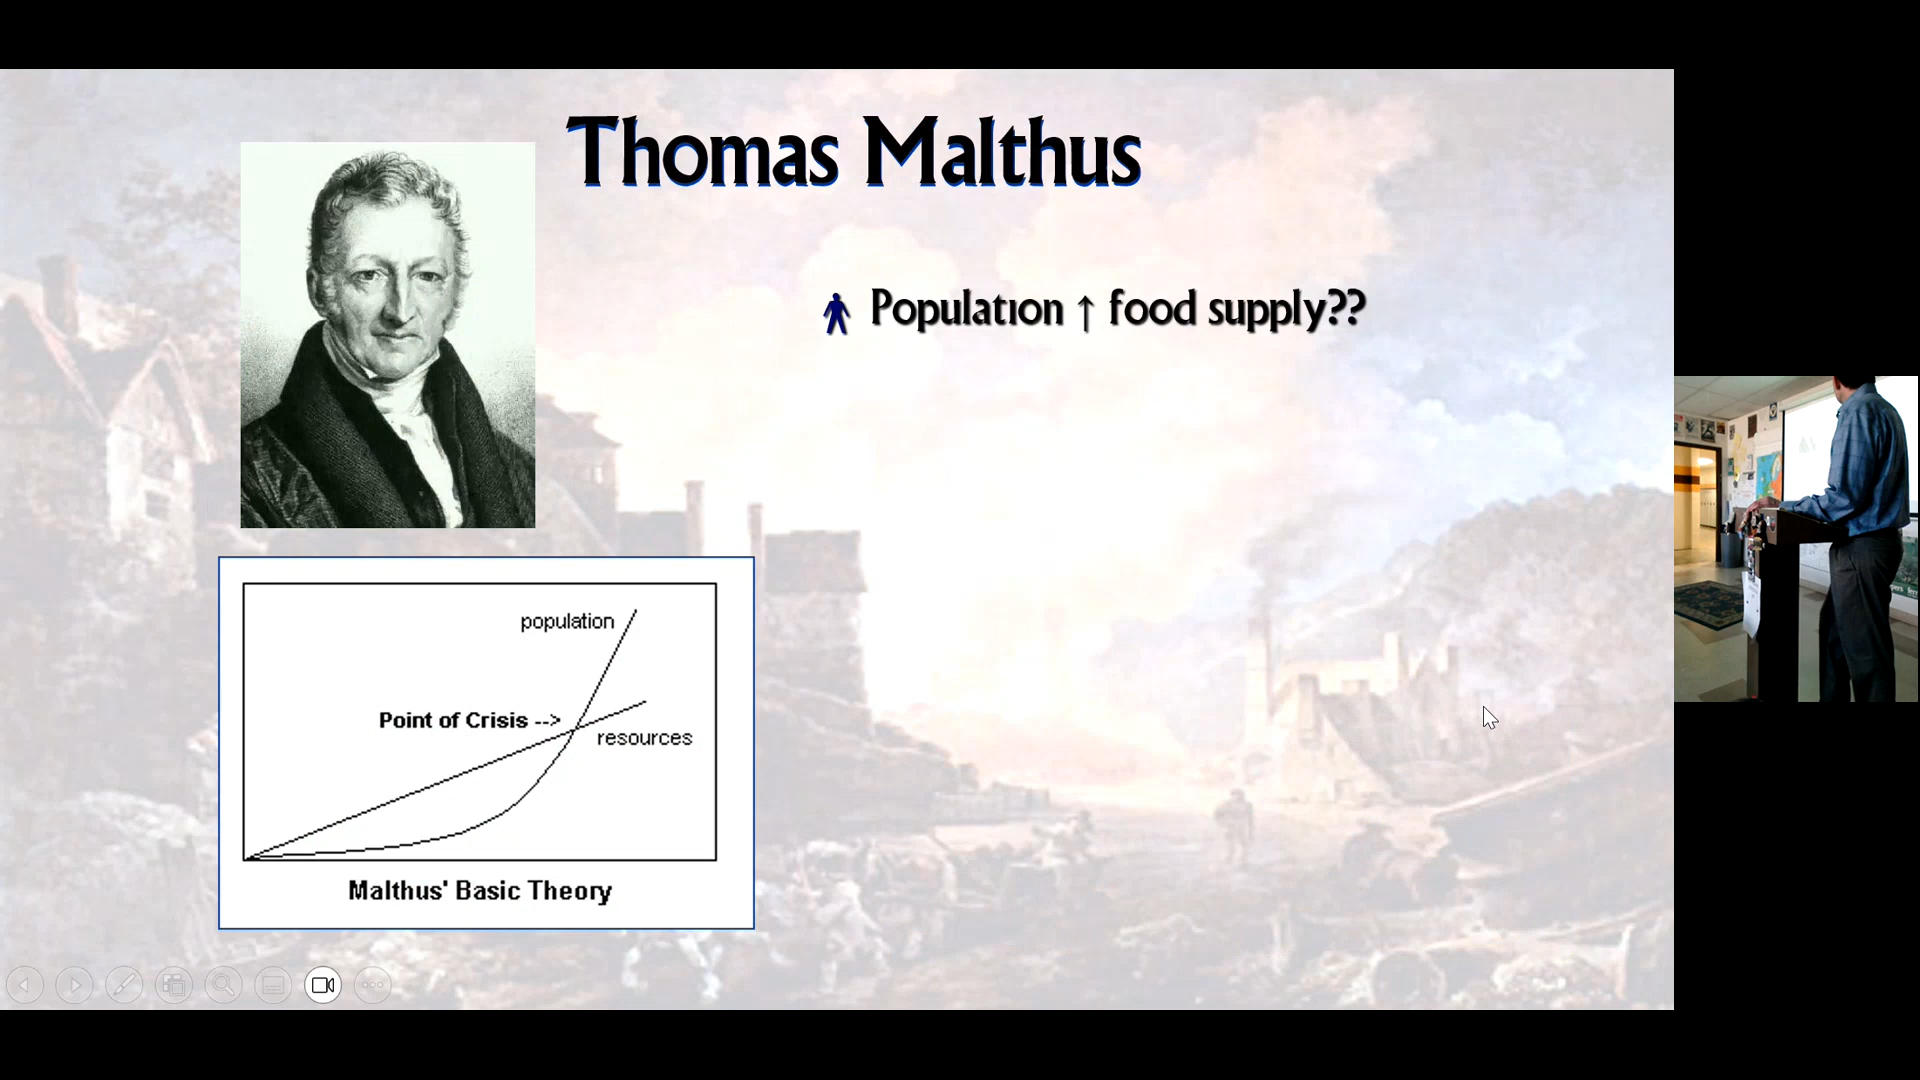 Thomas Malthus
Population ↑ food supply??
population
Point of Crisis -->
resources
Malthus' Basic Theory